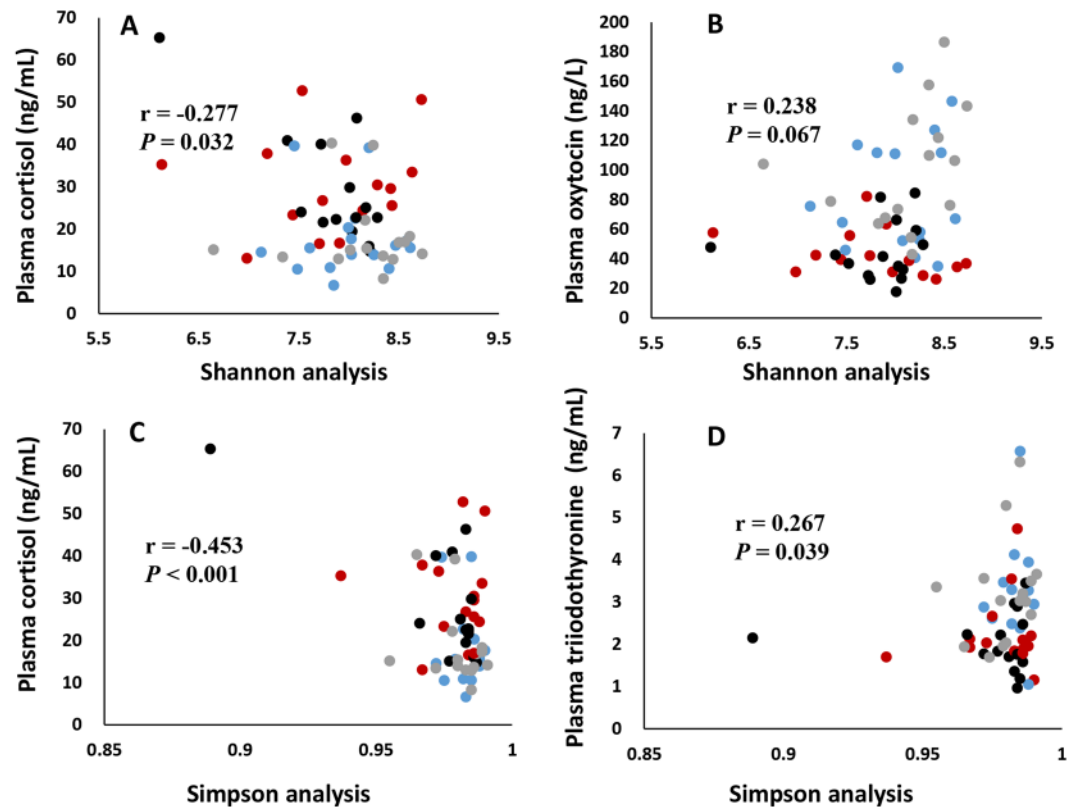 A
Plasma cortisol (ng/mL)
70
60
50
40
30
20
10
0
r = -0.277
P = 0.032
5.5
6.5
7.5
8.5
9.5
Shannon analysis
B
Plasma oxytocin (ng/L)
200
180
160
140
120
100
80
60
40
20
0
r = 0.238
P = 0.067
5.5
6.5
7.5
8.5
9.5
Shannon analysis
C
Plasma cortisol (ng/mL)
70
60
50
40
30
20
10
0
r = -0.453
P < 0.001
0.85
0.9
0.95
1
Simpson analysis
D
Plasma triiodothyronine (ng/mL)
7
6
5
4
3
2
1
0
r = 0.267
P = 0.039
0.85
0.9
0.95
1
Simpson analysis